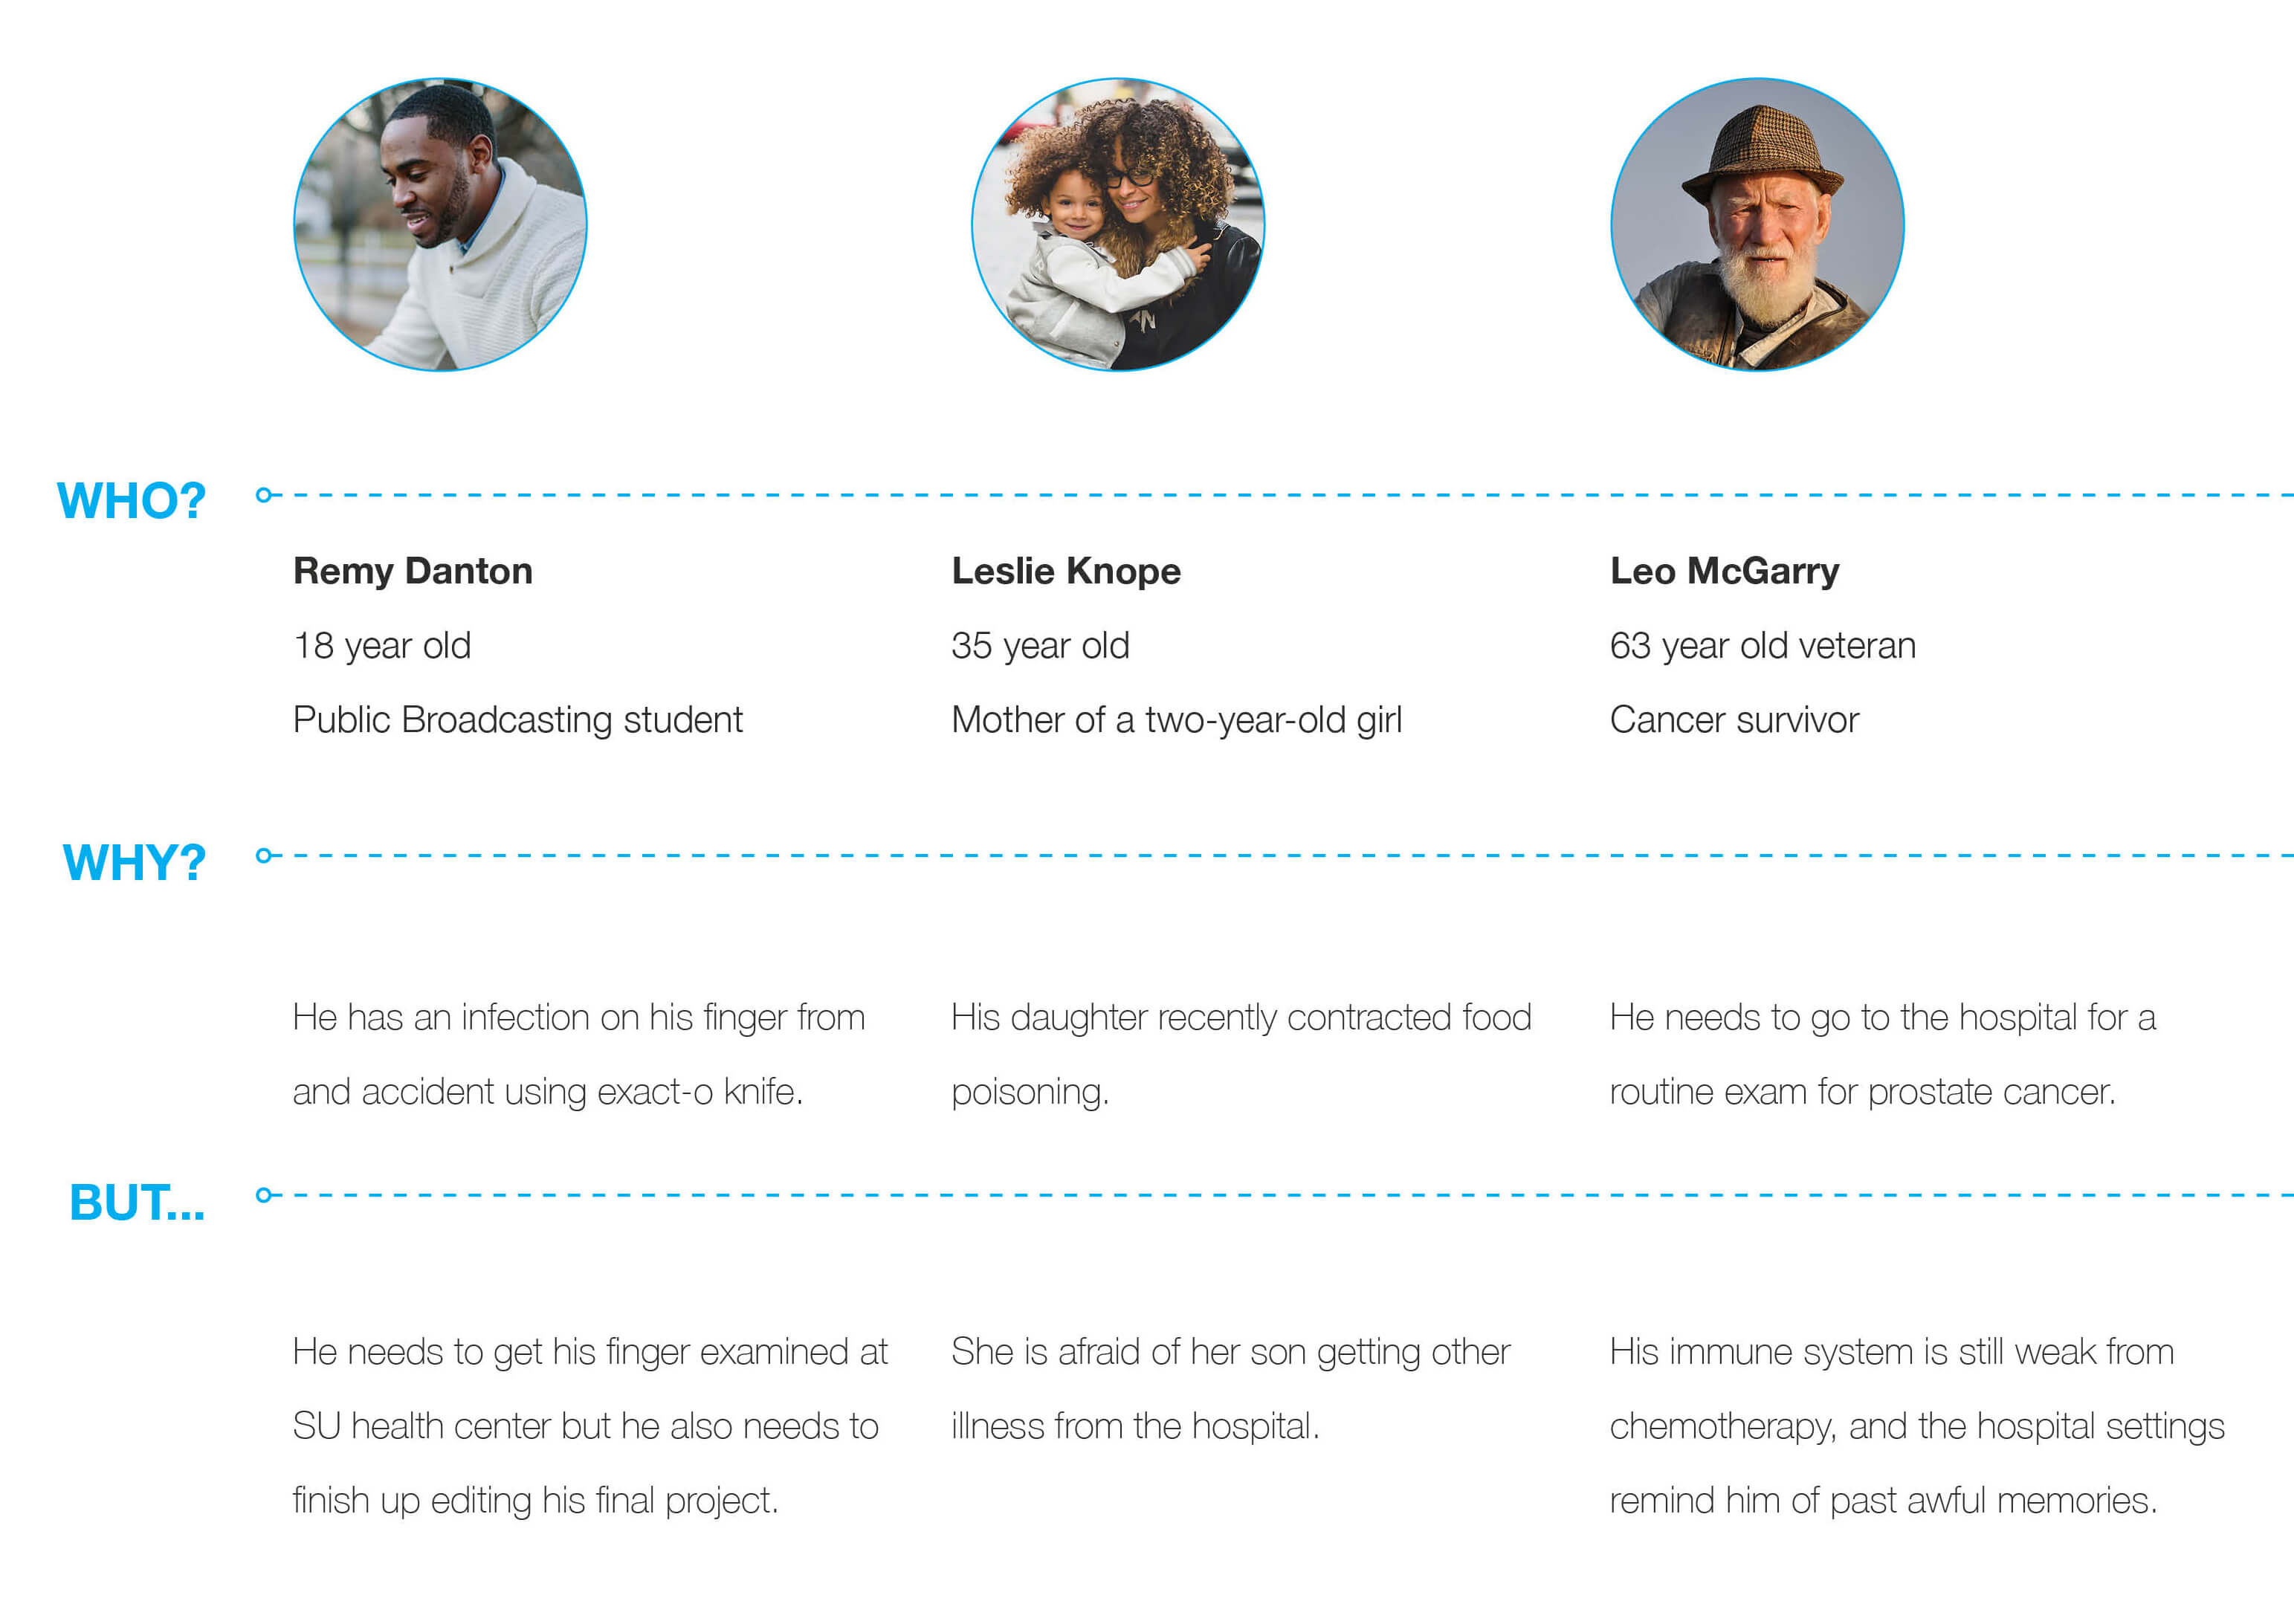 WHO?
Remy Danton
18 year old
Public Broadcasting student
Leslie Knope
35 year old
Mother of a two-year-old girl
Leo McGarry
63 year old veteran
Cancer survivor
WHY?
He has an infection on his finger from
and accident using exact-o knife.
His daughter recently contracted food
poisoning.
He needs to go to the hospital for a
routine exam for prostate cancer.
BUT...
He needs to get his finger examined at
SU health center but he also needs to
finish up editing his final project.
She is afraid of her son getting other
illness from the hospital.
His immune system is still weak from
chemotherapy, and the hospital settings
remind him of past awful memories.